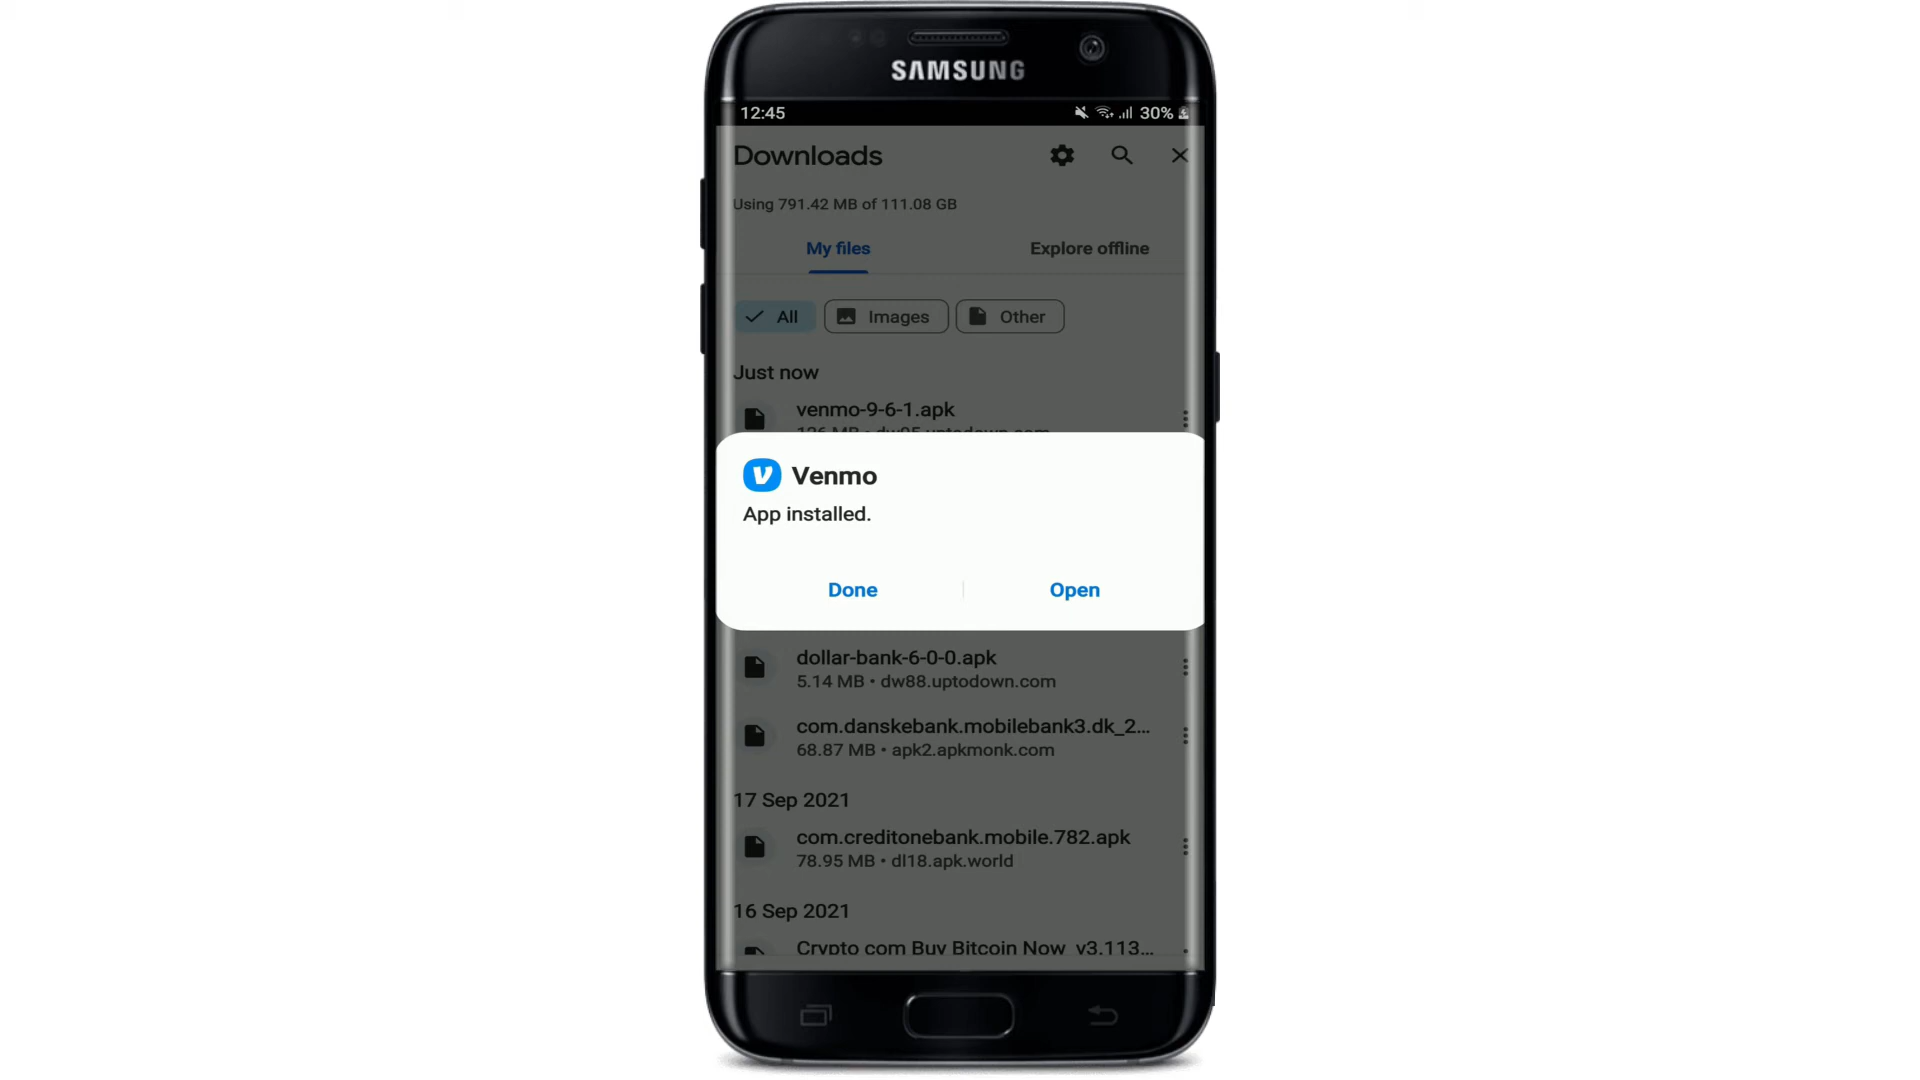 SAMSUNG
12:45
30%
Downloads
Using 791.42 MB of 111.08 GB
My files
Explore offline
All
Images
Other
Just now
venmo-9-6-1.apk
126 MB • dw95.uptodown.com
Venmo
App installed.
Done
Open
dollar-bank-6-0-0.apk
5.14 MB • dw88.uptodown.com
com.danskebank.mobilebank3.dk_2...
68.87 MB • apk2.apkmonk.com
17 Sep 2021
com.creditonebank.mobile.782.apk
78.95 MB • dl18.apk.world
16 Sep 2021
Crypto com Buy Bitcoin Now_v3.113...